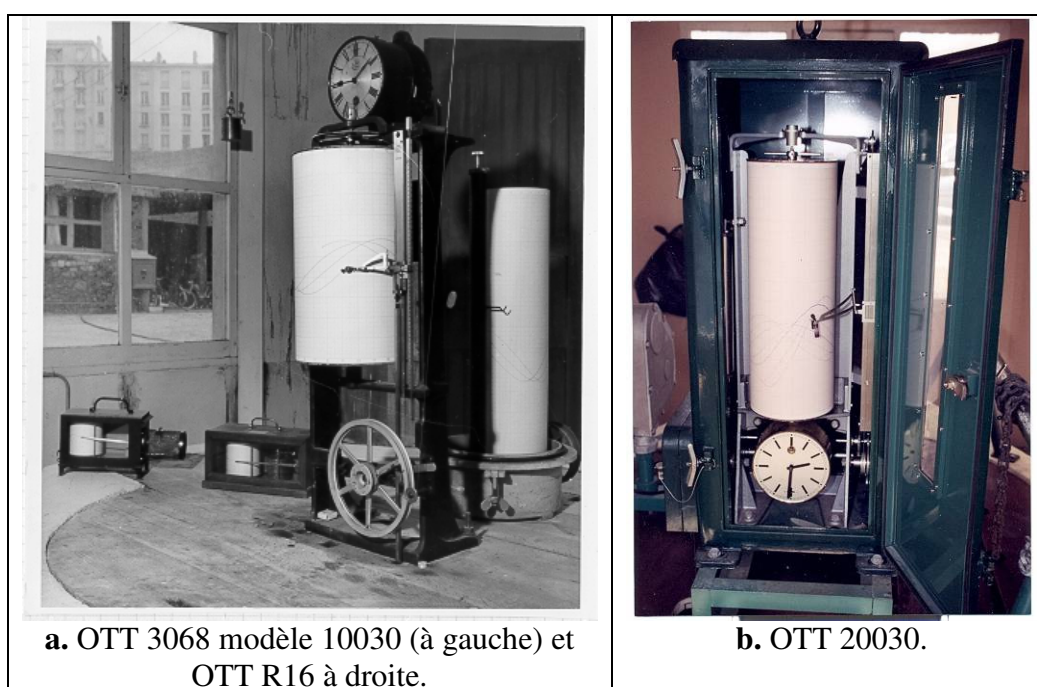 a. OTT 3068 modèle 10030 (à gauche) et
OTT R16 à droite.
b. OTT 20030.